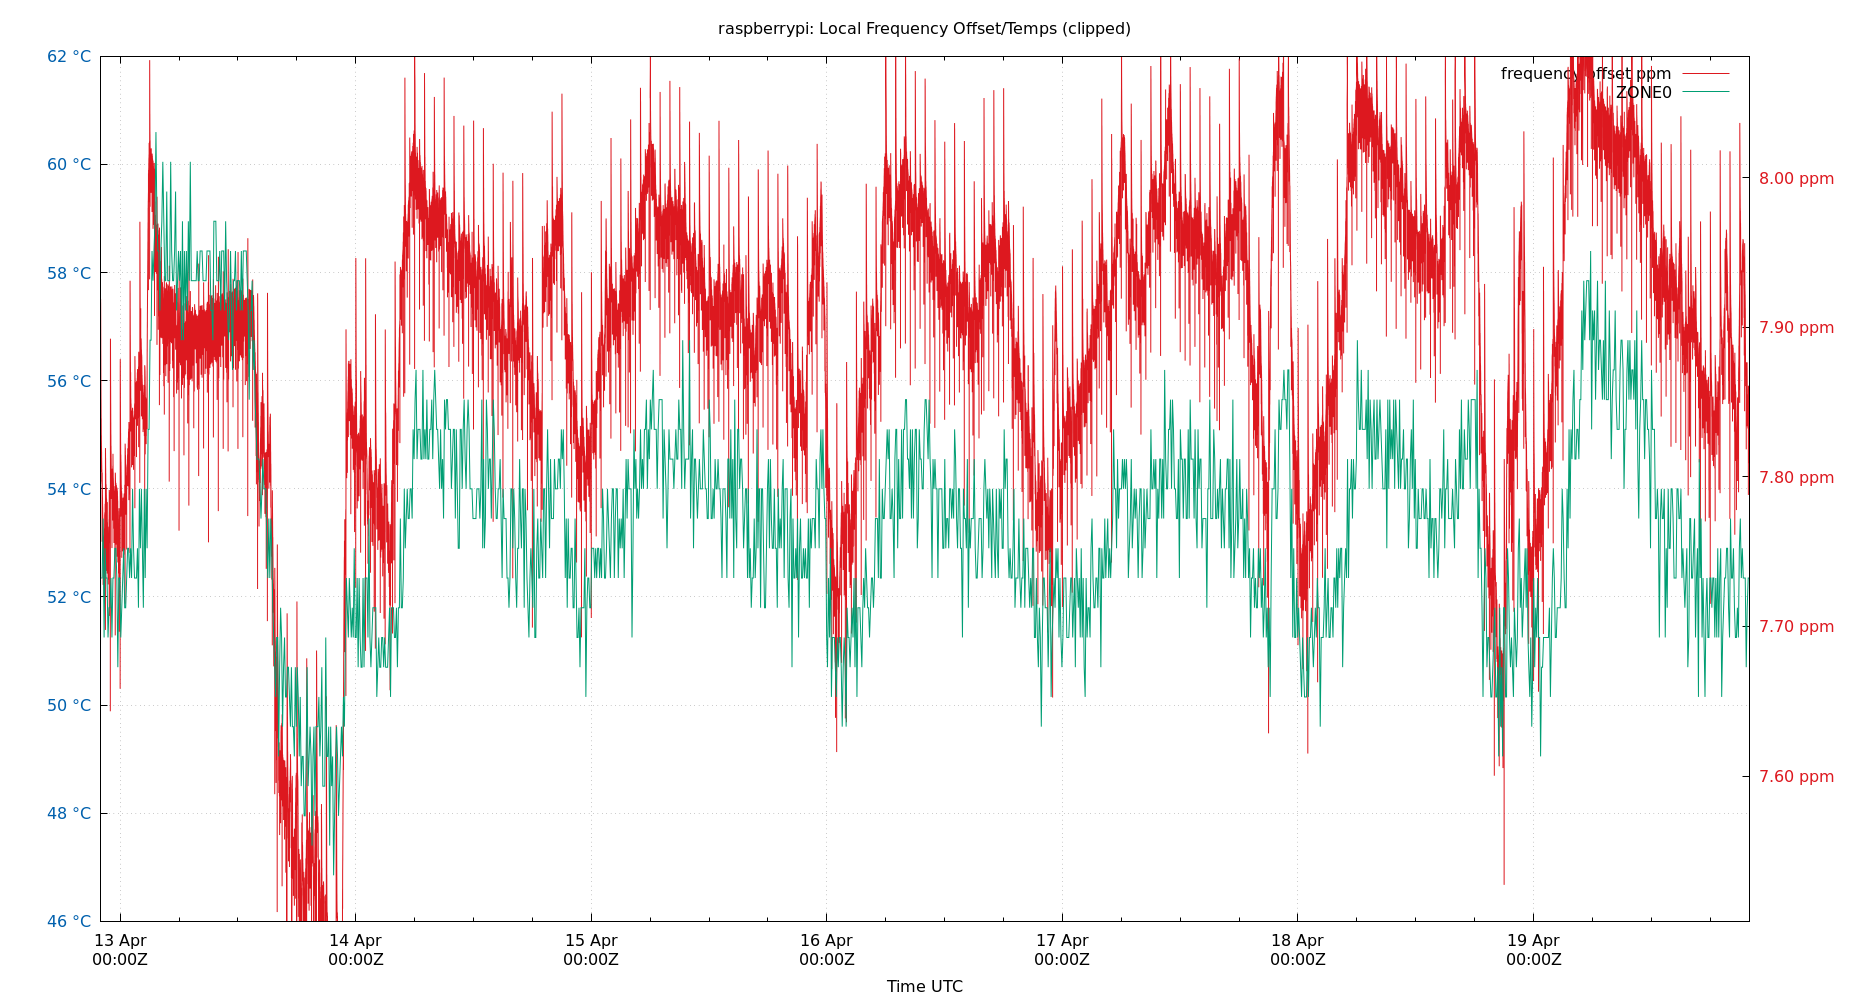 raspberrypi: Local Frequency Offset/Temps (clipped)
62 °C
60 °C
58 °C
56 °C
54 °C
52 °C
50 °C
48 °C
46 °C
frequency offset ppm
ZONE0
8.00 ppm
7.90 ppm
7.80 ppm
7.70 ppm
7.60 ppm
13 Apr
00:00Z
14 Apr
00:00Z
15 Apr
00:00Z
16 Apr
00:00Z
17 Apr
00:00Z
18 Apr
00:00Z
19 Apr
00:00Z
Time UTC